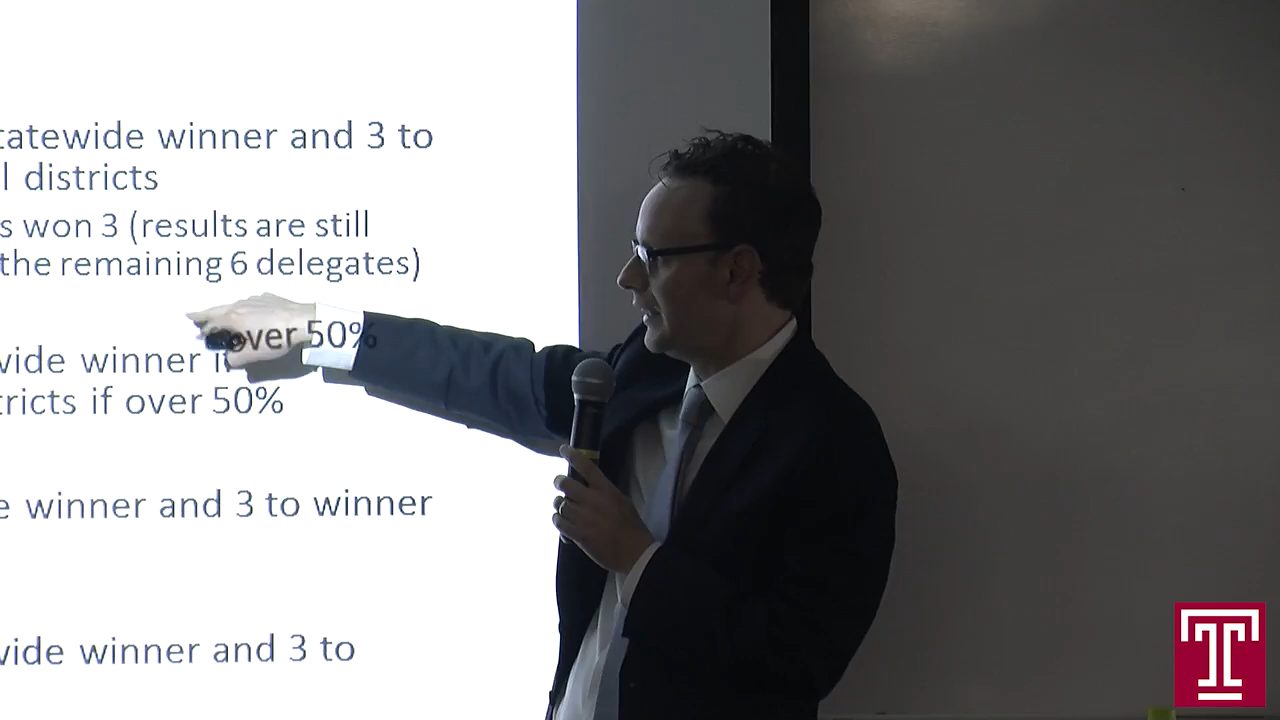 tatewide winner and 3 to
l districts
s won 3 (results are still
the remaining 6 delegates)
over 50%
wide winner
tricts if over 50%
e winner and 3 to winner
wide winner and 3 to
T